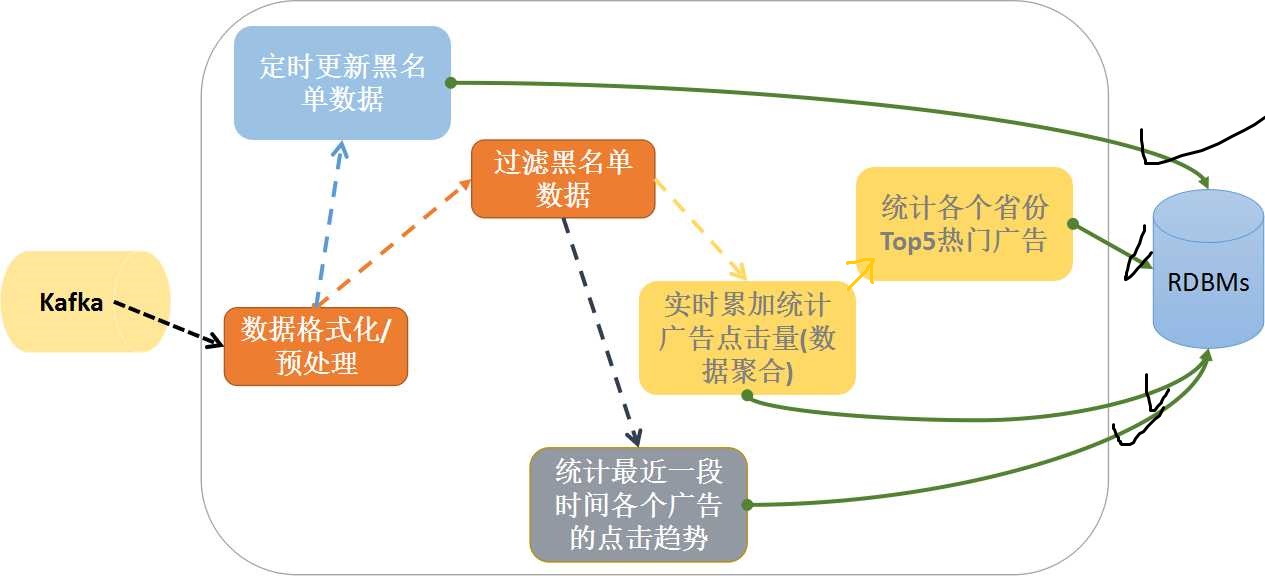 定时更新黑名
单数据
过滤黑名单
数据
统计各个省份
Top5热门广告
Kafka
数据格式化/
预处理
实时累加统计
广告点击量(数
据聚合)
RDBMs
统计最近一段
时间各个广告
的点击趋势